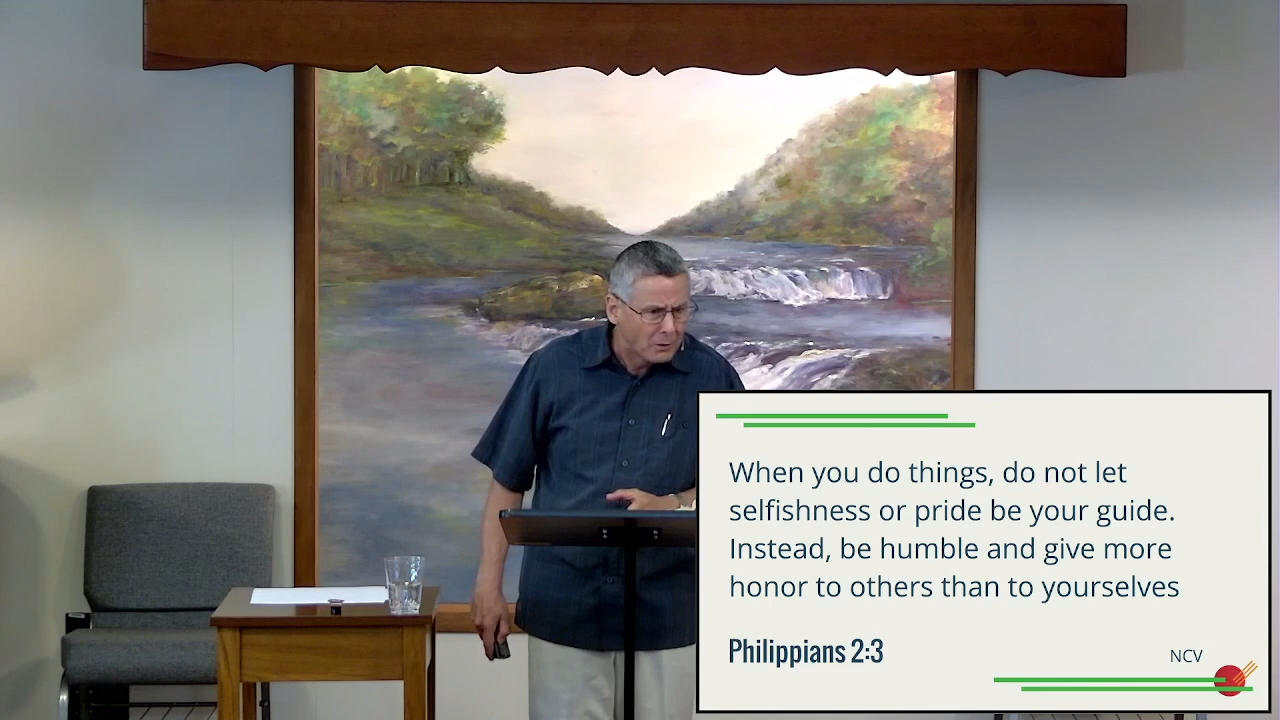 When you do things, do not let
selfishness or pride be your guide.
Instead, be humble and give more
honor to others than to yourselves
Philippians 2:3
NCV